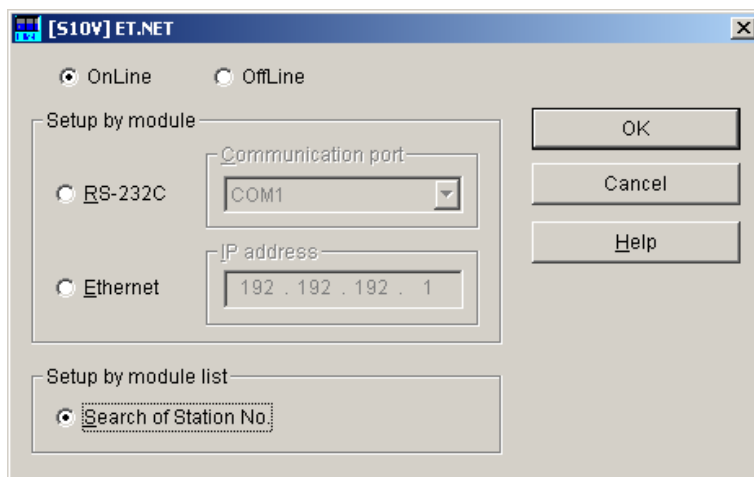 [S10V] ET.NET
OnLine OffLine
Setup by module
Communication port
RS-232C COM1
IP address
Ethernet 192 . 192 . 192 . 1
OK
Cancel
Help
Setup by module list
Search of Station No.